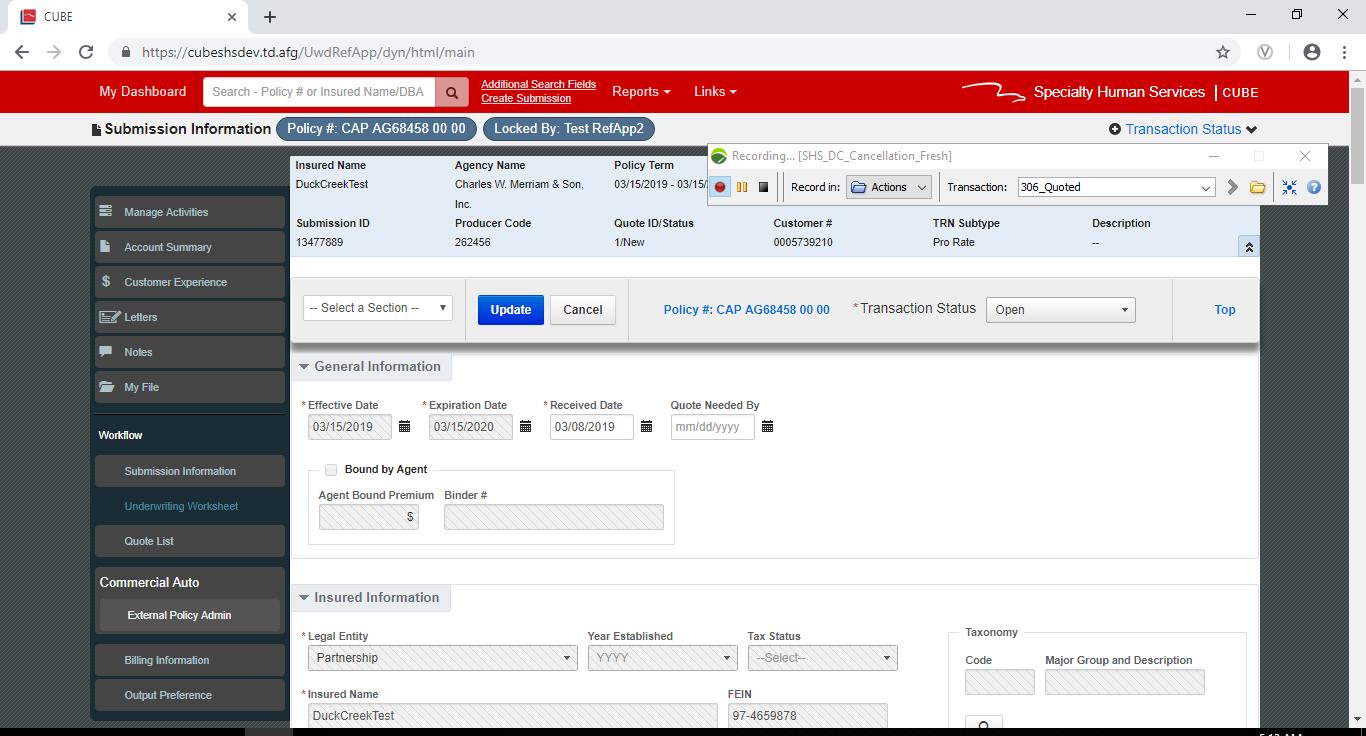 CUBE
https://cubeshsdev.td.afg/UwdRefApp/dyn/html/main
My Dashboard
Search - Policy # or Insured Name/DBA
Additional Search Fields
Create Submission
Reports
Links
Specialty Human Services | CUBE
Submission Information
Policy #: CAP AG68458 00 00
Locked By: Test RefApp2
Transaction Status
Recording... [SHS_DC_Cancellation_Fresh]
Record in:
Actions
Transaction:
306_Quoted
Insured Name
Agency Name
Policy Term
DuckCreekTest
Charles W. Merriam & Son,
Inc.
03/15/2019 - 03/15/
Submission ID
Producer Code
Quote ID/Status
Customer #
TRN Subtype
Description
13477889
262456
1/New
0005739210
Pro Rate
--
Manage Activities
Account Summary
Customer Experience
Letters
Notes
My File
Workflow
Submission Information
Underwriting Worksheet
Quote List
Commercial Auto
External Policy Admin
Billing Information
Output Preference
-- Select a Section --
Update
Cancel
Policy #: CAP AG68458 00 00
*Transaction Status
Open
Top
General Information
* Effective Date
* Expiration Date
* Received Date
Quote Needed By
03/15/2019
03/15/2020
03/08/2019
mm/dd/yyyy
Bound by Agent
Agent Bound Premium
Binder #
$
Insured Information
* Legal Entity
Year Established
Tax Status
Partnership
YYYY
--Select--
Taxonomy
Code
Major Group and Description
* Insured Name
FEIN
DuckCreekTest
97-4659878